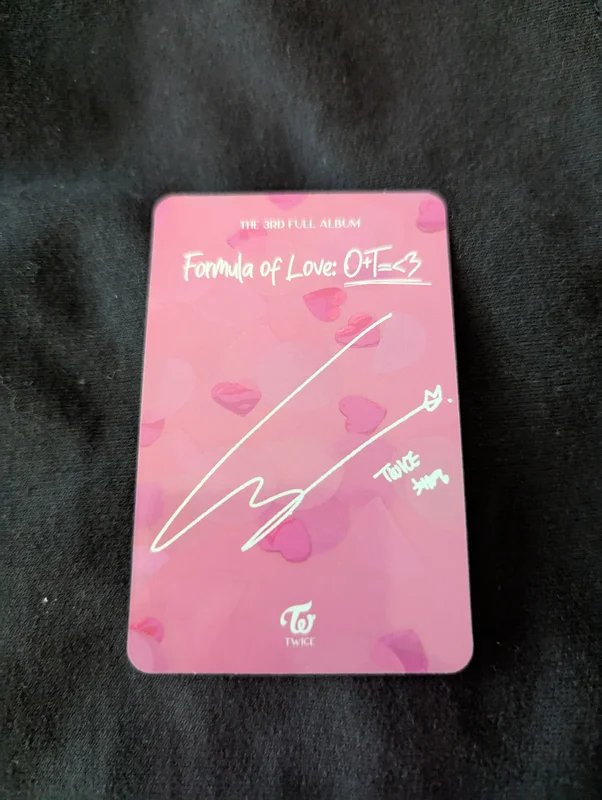 THE 3RD FULL ALBUM
Formula of Love: O+T=<3
TWICE
TWICE